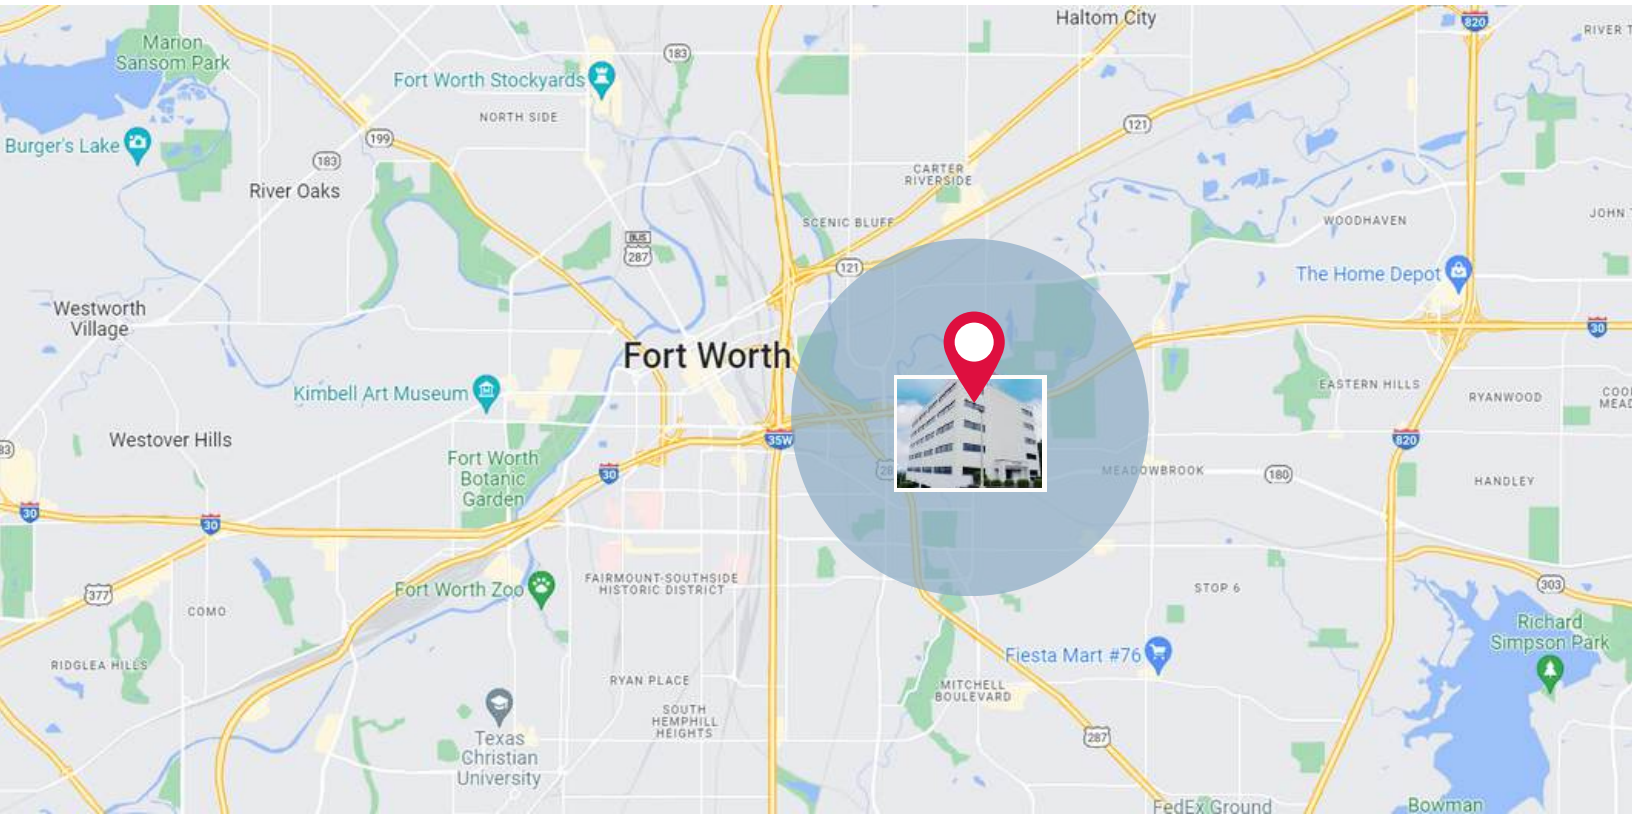 Haltom City
820
RIVER T
Marion
Sansom Park
183
Fort Worth Stockyards
NORTH SIDE
121
199
Burger's Lake
183
CARTER
RIVERSIDE
River Oaks
SCENIC BLUFF
WOODHAVEN
JOHN T
BUS
287
121
The Home Depot
Westworth
Village
30
Fort Worth
Kimbell Art Museum
EASTERN HILLS
RYANWOOD
COO
MEAD
Westover Hills
35W
820
83
Fort Worth
Botanic
Garden
30
28
MEADOWBROOK
180
HANDLEY
30
30
377
Fort Worth Zoo
FAIRMOUNT-SOUTHSIDE
HISTORIC DISTRICT
STOP 6
303
COMO
Richard
Simpson Park
RIDGLEA HILLS
Fiesta Mart #76
RYAN PLACE
MITCHELL
BOULEVARD
SOUTH
HEMPHILL
HEIGHTS
287
Texas
Christian
University
FedEx Ground
Bowman